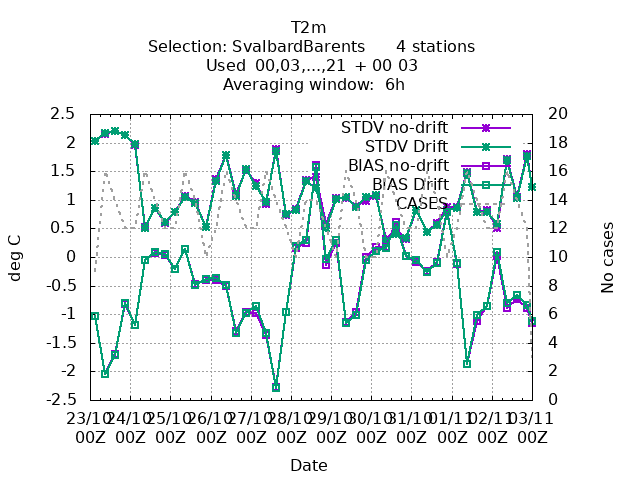 T2m
Selection: SvalbardBarents 4 stations
Used 00,03,...,21 + 00 03
Averaging window: 6h
2.5
2
1.5
1
0.5
0
-0.5
-1
-1.5
-2
-2.5
deg C
STDV no-drift
STDV Drift
BIAS no-drift
BIAS Drift
CASES
20
18
16
14
12
10
8
6
4
2
0
No cases
23/10 24/10 25/10 26/10 27/10 28/10 29/10 30/10 31/10 01/11 02/11 03/11
00Z 00Z 00Z 00Z 00Z 00Z 00Z 00Z 00Z 00Z 00Z 00Z
Date